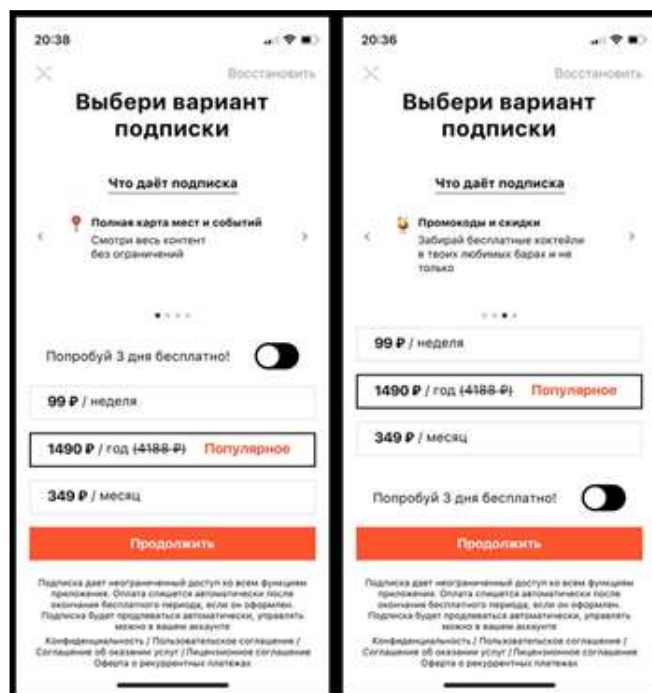 20:38
Восстановить
Выбери вариант
подписки
Что даёт подписка
Полная карта мест и событий
Смотри весь контент
без ограничений
Попробуй 3 дня бесплатно!
99 ₽ / неделя
1490 ₽ / год (4188 ₽) Популярное
349 ₽ / месяц
Продолжить
Подписка дает неограниченный доступ ко всем функциям
приложения. Оплата спишется автоматически после
окончания бесплатного периода, если он оформлен.
Подписка будет продлеваться автоматически, управлять
можно в вашем аккаунте
Конфиденциальность / Пользовательское соглашение /
Соглашение об оказании услуг / Лицензионное соглашение
Оферта о рекуррентных платежах
20:36
Восстановить
Выбери вариант
подписки
Что даёт подписка
Промокоды и скидки
Забирай бесплатные коктейли
в твоих любимых барах и не
только
99 ₽ / неделя
1490 ₽ / год (4188 ₽) Популярное
349 ₽ / месяц
Попробуй 3 дня бесплатно!
Продолжить
Подписка дает неограниченный доступ ко всем функциям
приложения. Оплата спишется автоматически после
окончания бесплатного периода, если он оформлен.
Подписка будет продлеваться автоматически, управлять
можно в вашем аккаунте
Конфиденциальность / Пользовательское соглашение /
Соглашение об оказании услуг / Лицензионное соглашение
Оферта о рекуррентных платежах